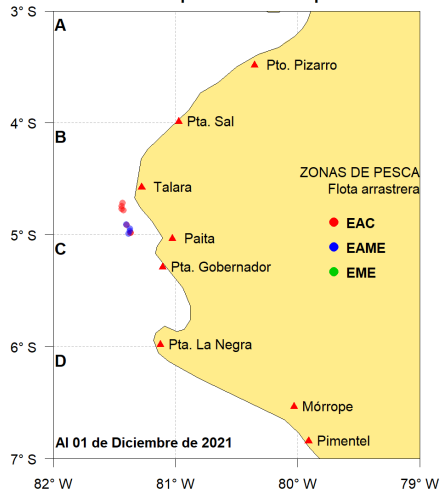 3° S
A
Pto. Pizarro
4° S
Pta. Sal
B
ZONAS DE PESCA
Flota arrastrera
Talara
EAC
5° S
Paita
C
EAME
Pta. Gobernador
EME
6° S
Pta. La Negra
D
Mórrope
Al 01 de Diciembre de 2021
Pimentel
7° S
82° W
81° W
80° W
79° W